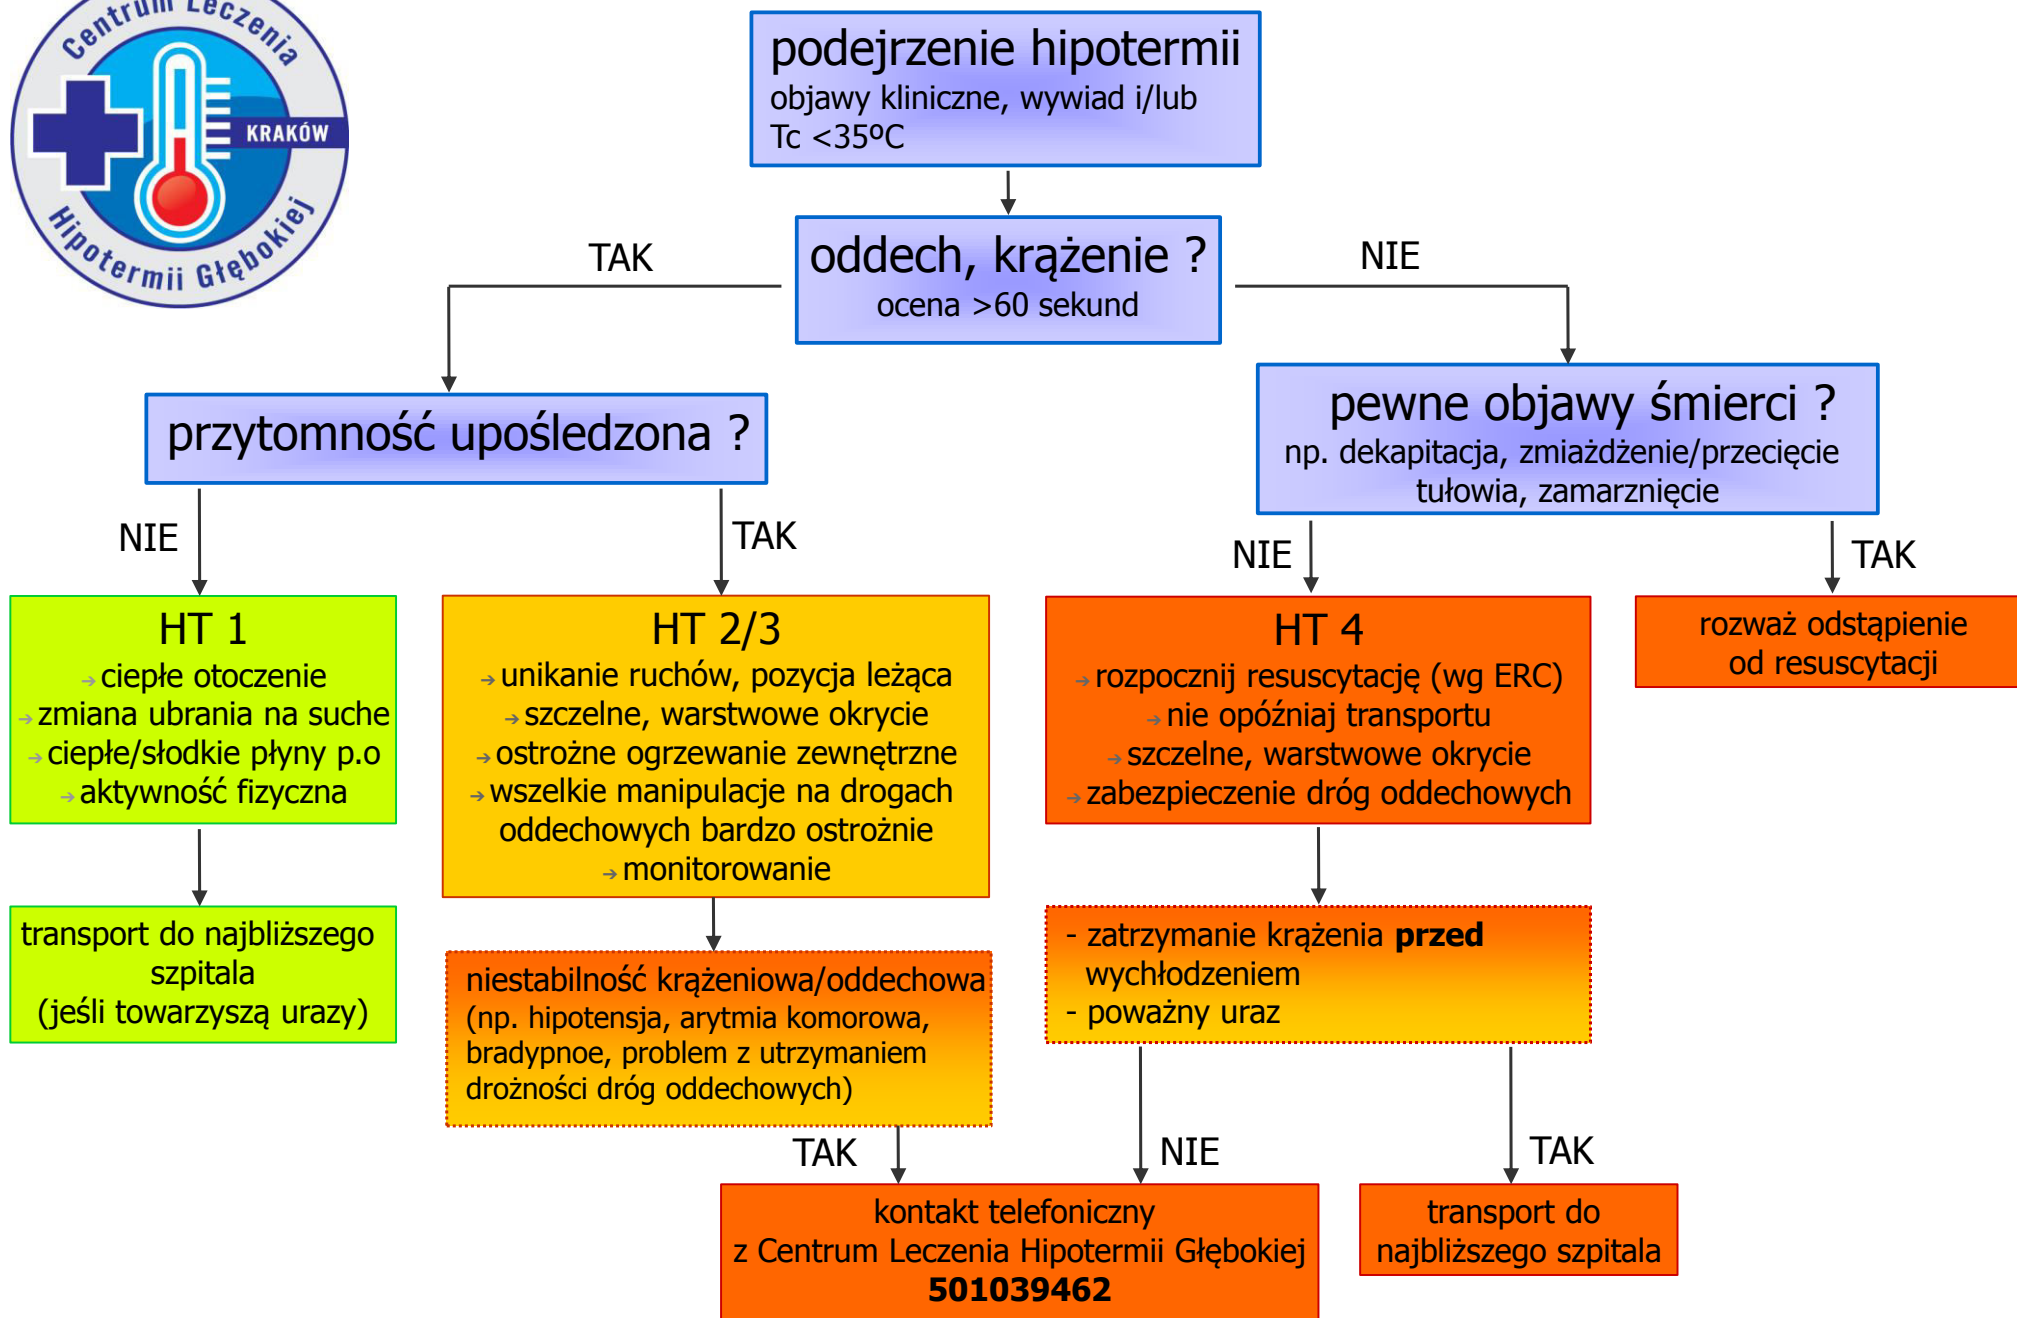 Centrum Leczenia
KRAKÓW
Hipotermii Głębokiej
podejrzenie hipotermii
objawy kliniczne, wywiad i/lub
Tc <35ºC
oddech, krążenie ?
ocena >60 sekund
TAK
NIE
przytomność upośledzona ?
pewne objawy śmierci ?
np. dekapitacja, zmiażdżenie/przecięcie
tułowia, zamarznięcie
NIE
TAK
NIE
TAK
HT 1
→ciepłe otoczenie
→zmiana ubrania na suche
→ciepłe/słodkie płyny p.o
→aktywność fizyczna
HT 2/3
→unikanie ruchów, pozycja leżąca
→szczelne, warstwowe okrycie
→ostrożne ogrzewanie zewnętrzne
→wszelkie manipulacje na drogach
oddechowych bardzo ostrożnie
→monitorowanie
HT 4
→rozpocznij resuscytację (wg ERC)
→nie opóźniaj transportu
→szczelne, warstwowe okrycie
→zabezpieczenie dróg oddechowych
rozważ odstąpienie
od resuscytacji
transport do najbliższego
szpitala
(jeśli towarzyszą urazy)
niestabilność krążeniowa/oddechowa
(np. hipotensja, arytmia komorowa,
bradypnoe, problem z utrzymaniem
drożności dróg oddechowych)
- zatrzymanie krążenia przed
wychłodzeniem
- poważny uraz
TAK
NIE
TAK
kontakt telefoniczny
z Centrum Leczenia Hipotermii Głębokiej
501039462
transport do
najbliższego szpitala